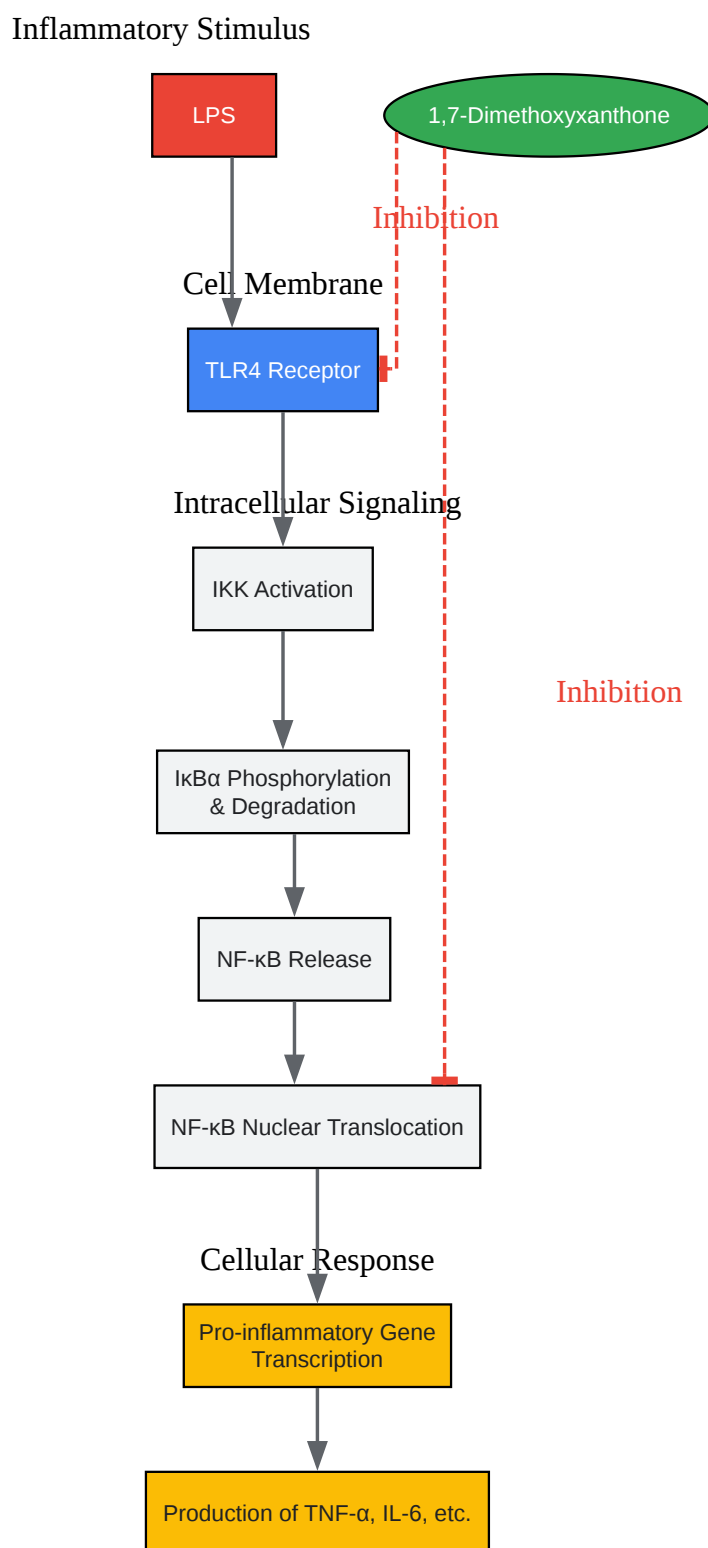 Inflammatory Stimulus
LPS
1,7-Dimethoxyxanthone
Inhibition
Cell Membrane
TLR4 Receptor
Intracellular Signaling
IKK Activation
Inhibition
IκBα Phosphorylation
& Degradation
NF-κB Release
NF-κB Nuclear Translocation
Cellular Response
Pro-inflammatory Gene
Transcription
Production of TNF-α, IL-6, etc.